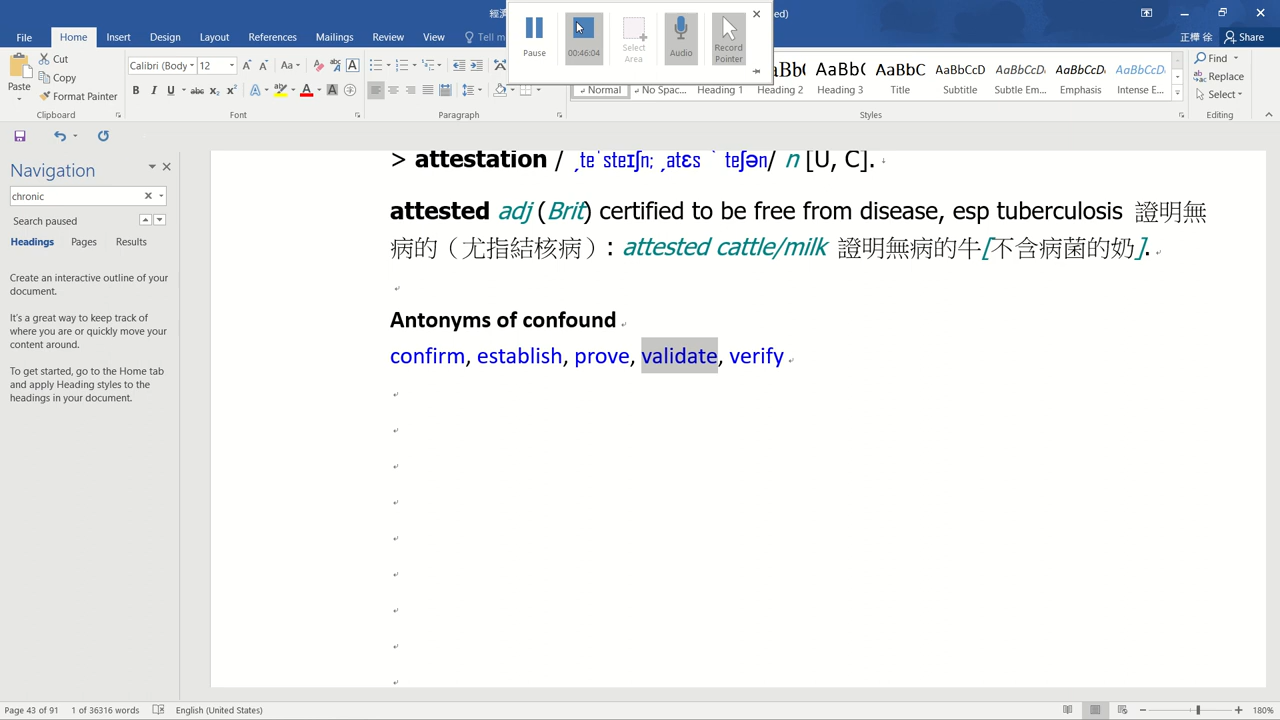 Pause
00:46:04
Select Area
Audio
Record Pointer
Home
Insert
Design
Layout
References
Mailings
Review
View
Help
Tell m
正樺 徐
Share
Paste
Cut
Copy
Format Painter
Clipboard
Calibri (Body
12
Font
Paragraph
Normal
No Spac...
Heading 1
Heading 2
Heading 3
Title
Subtitle
Subtle Em...
Emphasis
Intense E...
Styles
Find
Replace
Select
Editing
Navigation
chronic
Search paused
Headings
Pages
Results
Create an interactive outline of your document.
It's a great way to keep track of where you are or quickly move your content around.
To get started, go to the Home tab and apply Heading styles to the headings in your document.
> attestation / ˌteˈsteɪʃn; ˌatɛsˋteʃən/ n [U, C].
attested adj (Brit) certified to be free from disease, esp tuberculosis 證明無
病的（尤指結核病）: attested cattle/milk 證明無病的牛[不含病菌的奶].
Antonyms of confound
confirm, establish, prove, validate, verify
Page 43 of 91
1 of 36316 words
English (United States)
180%